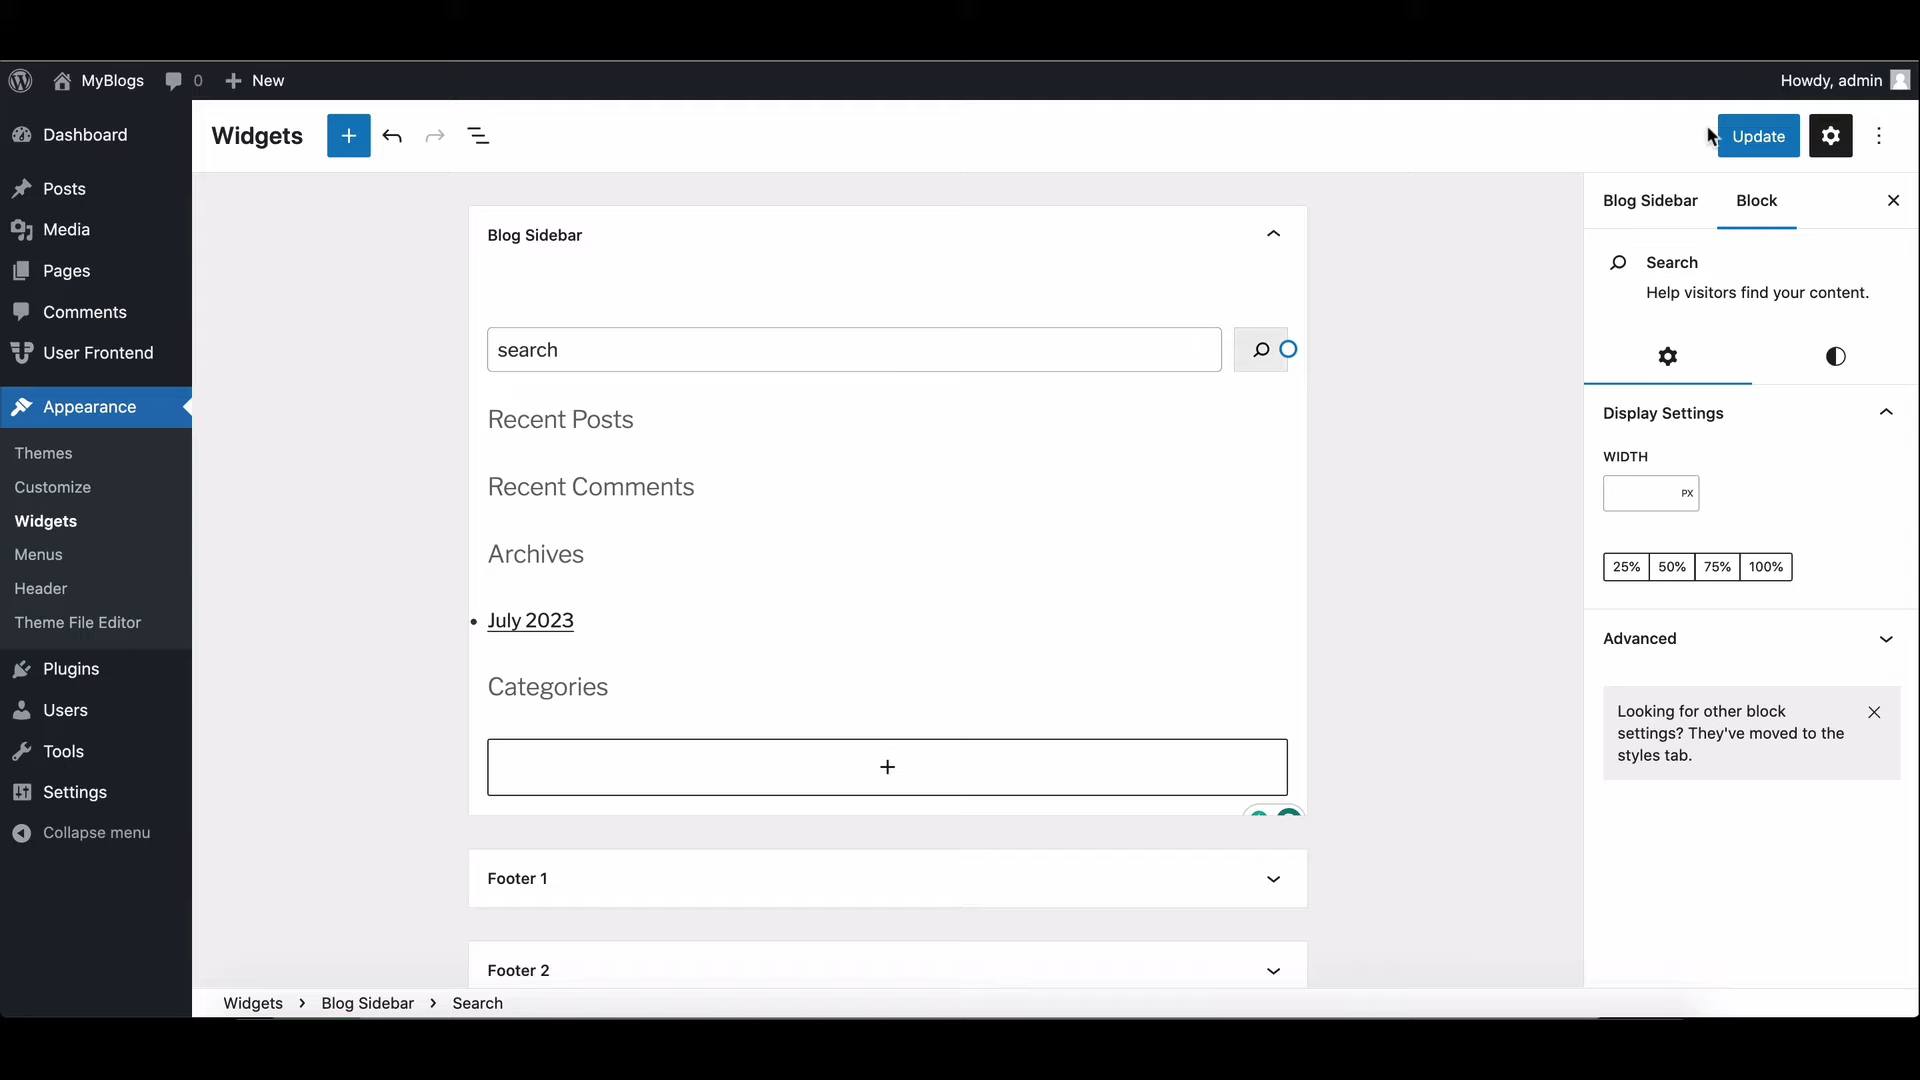 MyBlogs 0 New Howdy, admin
Dashboard
Posts
Media
Pages
Comments
User Frontend
Appearance
Themes
Customize
Widgets
Menus
Header
Theme File Editor
Plugins
Users
Tools
Settings
Collapse menu
Widgets
Update
Blog Sidebar
search
Recent Posts
Recent Comments
Archives
July 2023
Categories
Footer 1
Footer 2
Widgets › Blog Sidebar › Search
Blog Sidebar Block
Search
Help visitors find your content.
Display Settings
WIDTH
PX
25% 50% 75% 100%
Advanced
Looking for other block
settings? They've moved to the
styles tab.